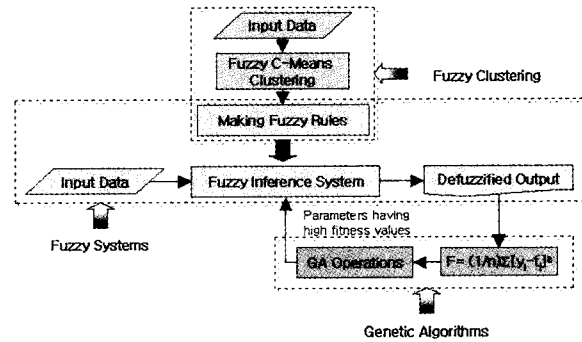 Input Data
Fuzzy C-Means
Clustering
Fuzzy Clustering
Making Fuzzy Rules
Input Data
Fuzzy Inference System
Defuzzified Output
Fuzzy Systems
Parameters having
high fitness values
GA Operations
F = (1/n)Σ
Genetic Algorithms